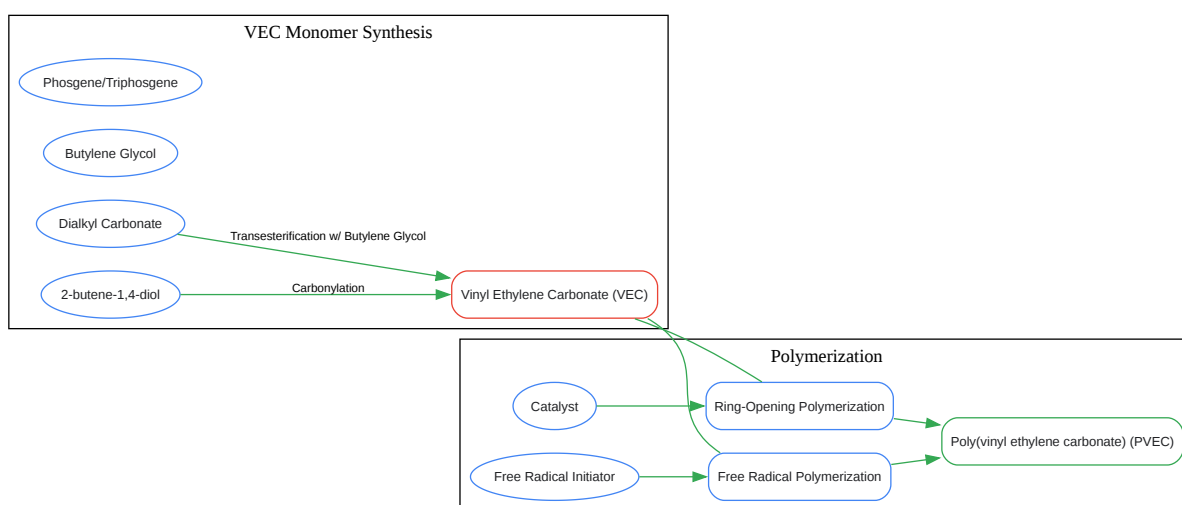 VEC Monomer Synthesis
Phosgene/Triphosgene
Butylene Glycol
Dialkyl Carbonate
Transesterification w/ Butylene Glycol
2-butene-1,4-diol
Carbonylation
Vinyl Ethylene Carbonate (VEC)
Polymerization
Catalyst
Ring-Opening Polymerization
Poly(vinyl ethylene carbonate) (PVEC)
Free Radical Initiator
Free Radical Polymerization